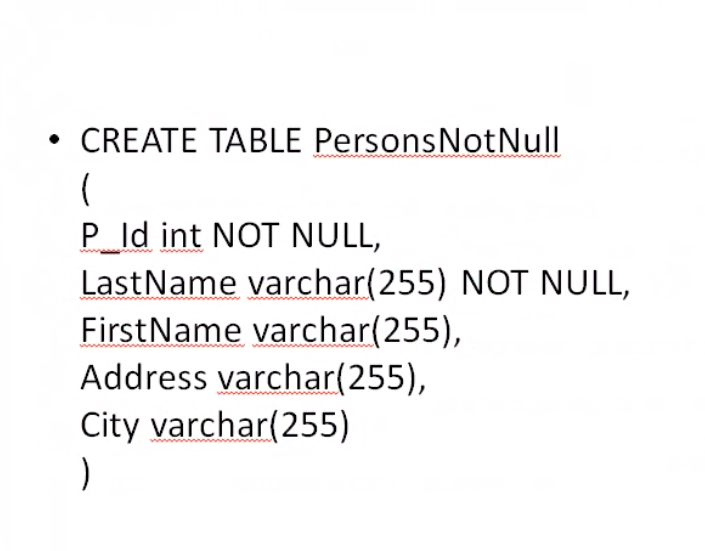 • CREATE TABLE PersonsNotNull
(
P_Id int NOT NULL,
LastName varchar(255) NOT NULL,
FirstName varchar(255),
Address varchar(255),
City varchar(255)
)